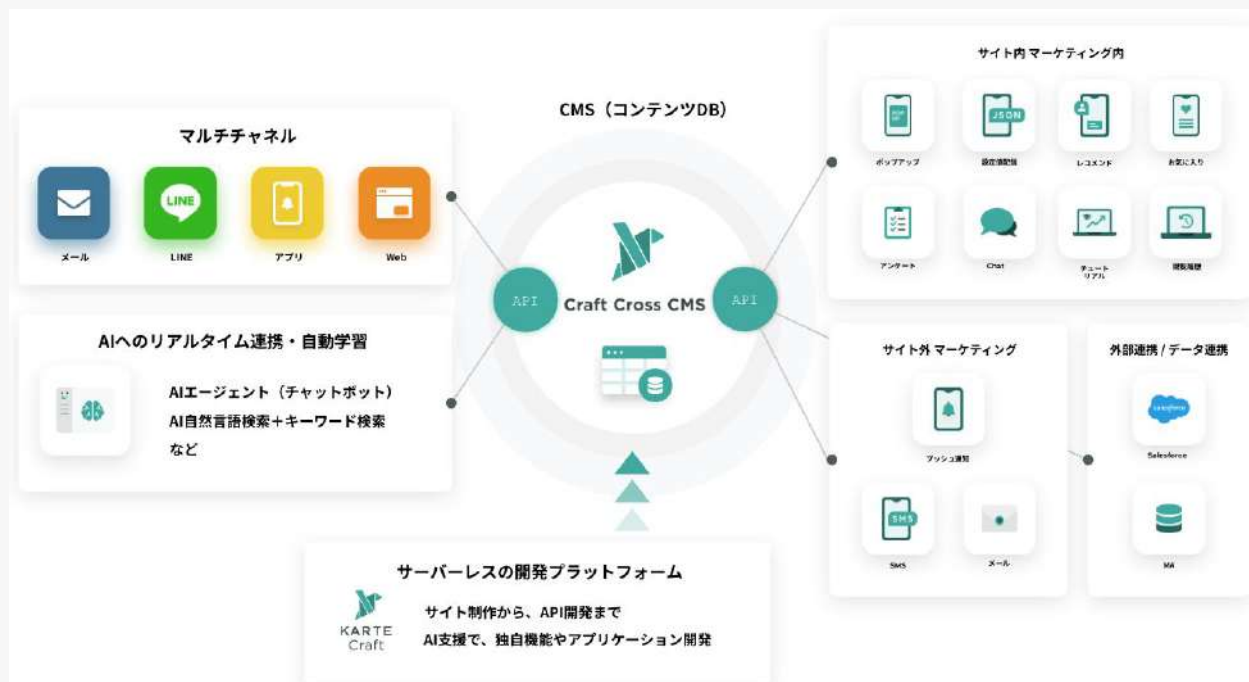 マルチチャネル
メール
LINE
LINE
アプリ
Web
AIへのリアルタイム連携・自動学習
AIエージェント（チャットボット）
AI自然言語検索＋キーワード検索
など
CMS（コンテンツDB）
API
Craft Cross CMS
API
サーバーレスの開発プラットフォーム
KARTE
Craft
サイト制作から、API開発まで
AI支援で、独自機能やアプリケーション開発
サイト内 マーケティング内
JSON
ポップアップ
設定値配信
レコメンド
お気に入り
アンケート
Chat
チュート
リアル
閲覧履歴
サイト外 マーケティング
プッシュ通知
SMS
SMS
メール
外部連携 / データ連携
salesforce
Salesforce
MA